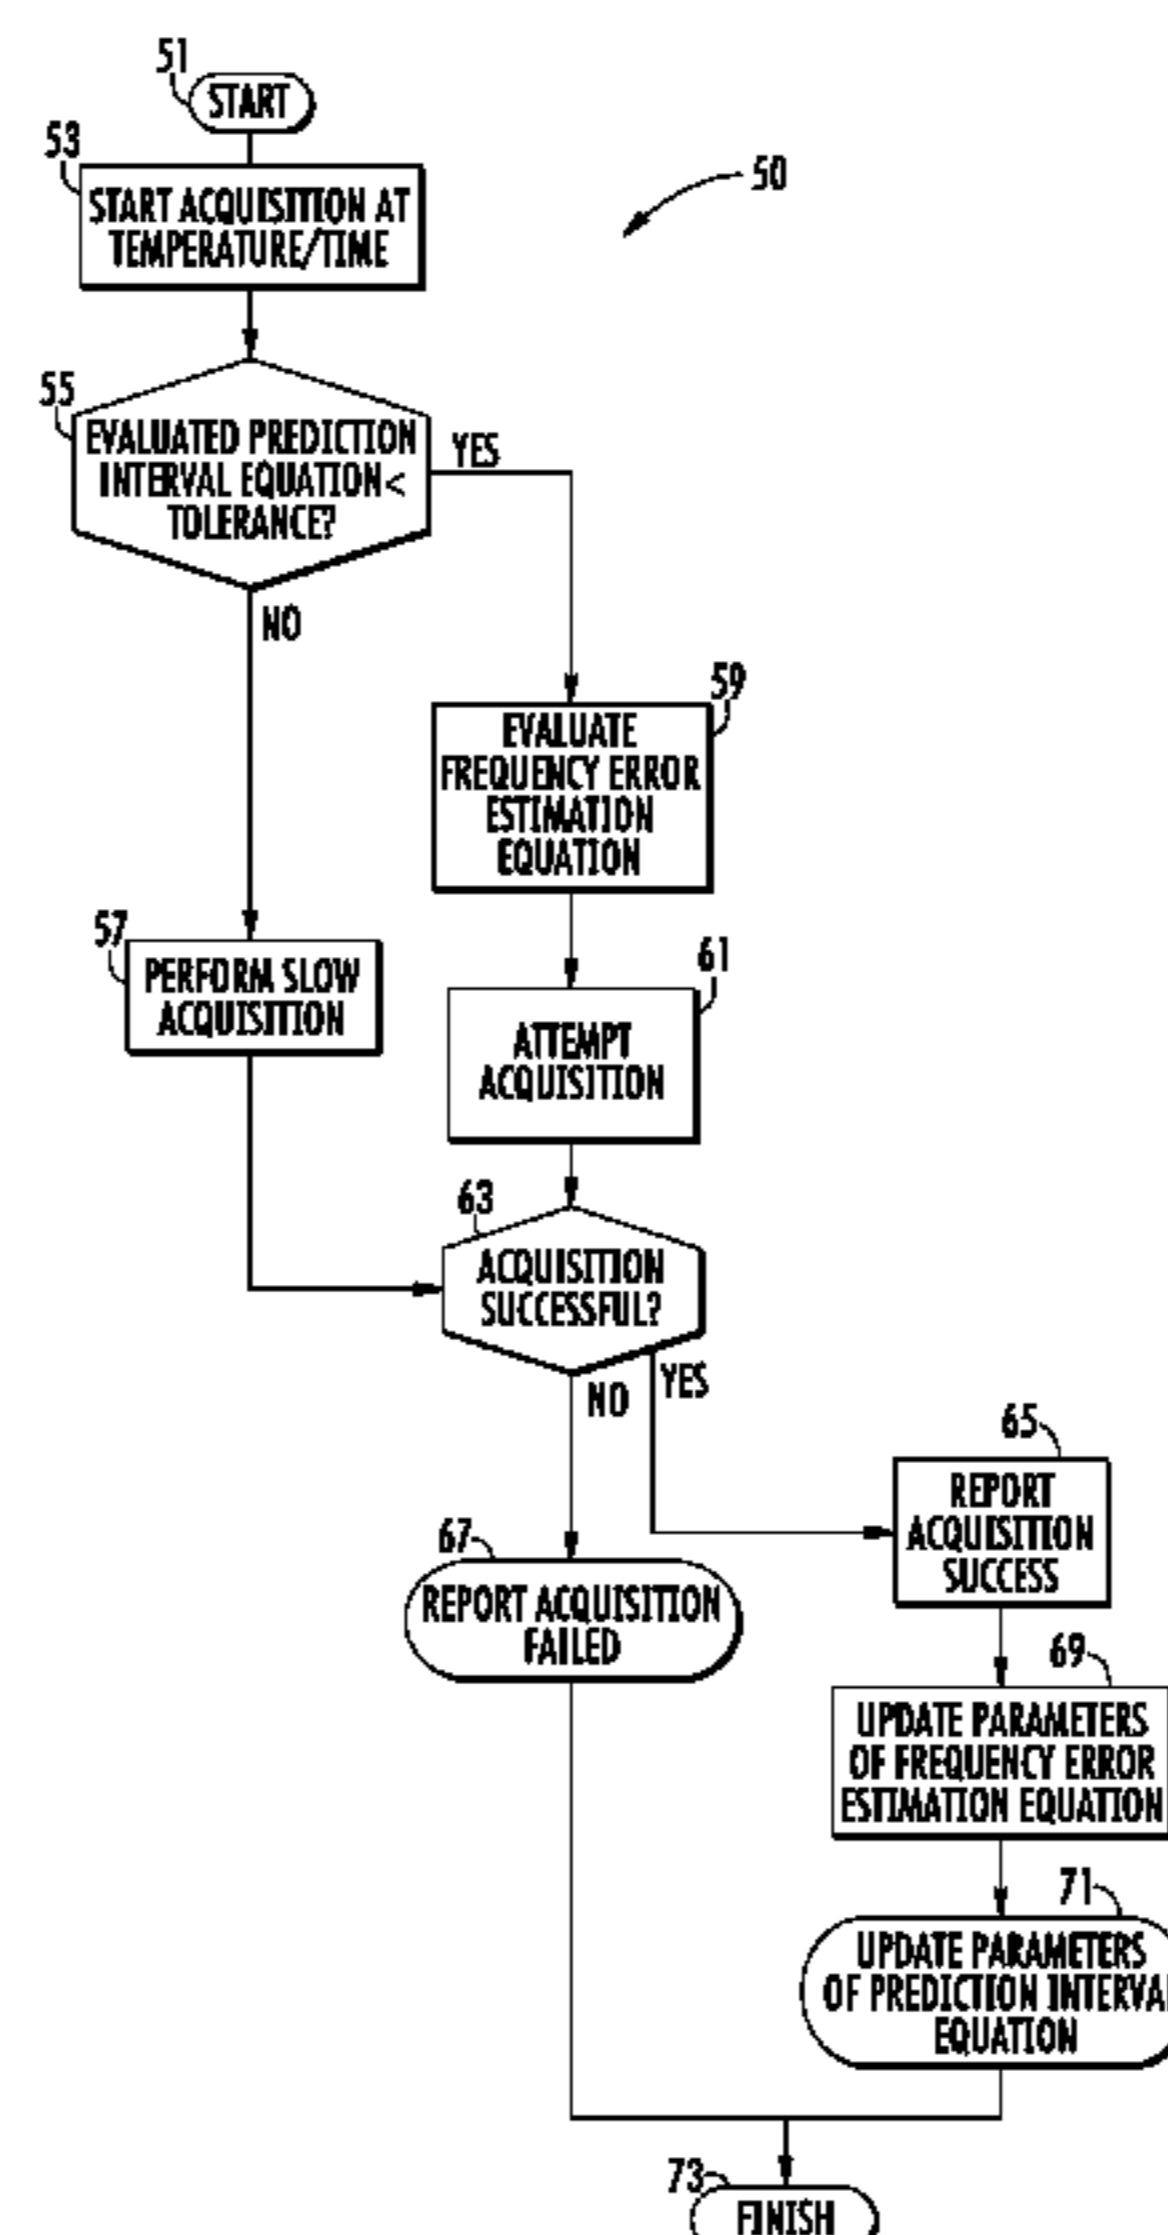 51
START
53
START ACQUISITION AT
TEMPERATURE/TIME
50
55
EVALUATED PREDICTION
INTERVAL EQUATION<
TOLERANCE?
YES
NO
59
EVALUATE
FREQUENCY ERROR
ESTIMATION
EQUATION
57
PERFORM SLOW
ACQUISITION
61
ATTEMPT
ACQUISITION
63
ACQUISITION
SUCCESSFUL?
NO
YES
65
REPORT
ACQUISITION
SUCCESS
67
REPORT ACQUISITION
FAILED
69
UPDATE PARAMETERS
OF FREQUENCY ERROR
ESTIMATION EQUATION
71
UPDATE PARAMETERS
OF PREDICTION INTERVAL
EQUATION
73
FINISH